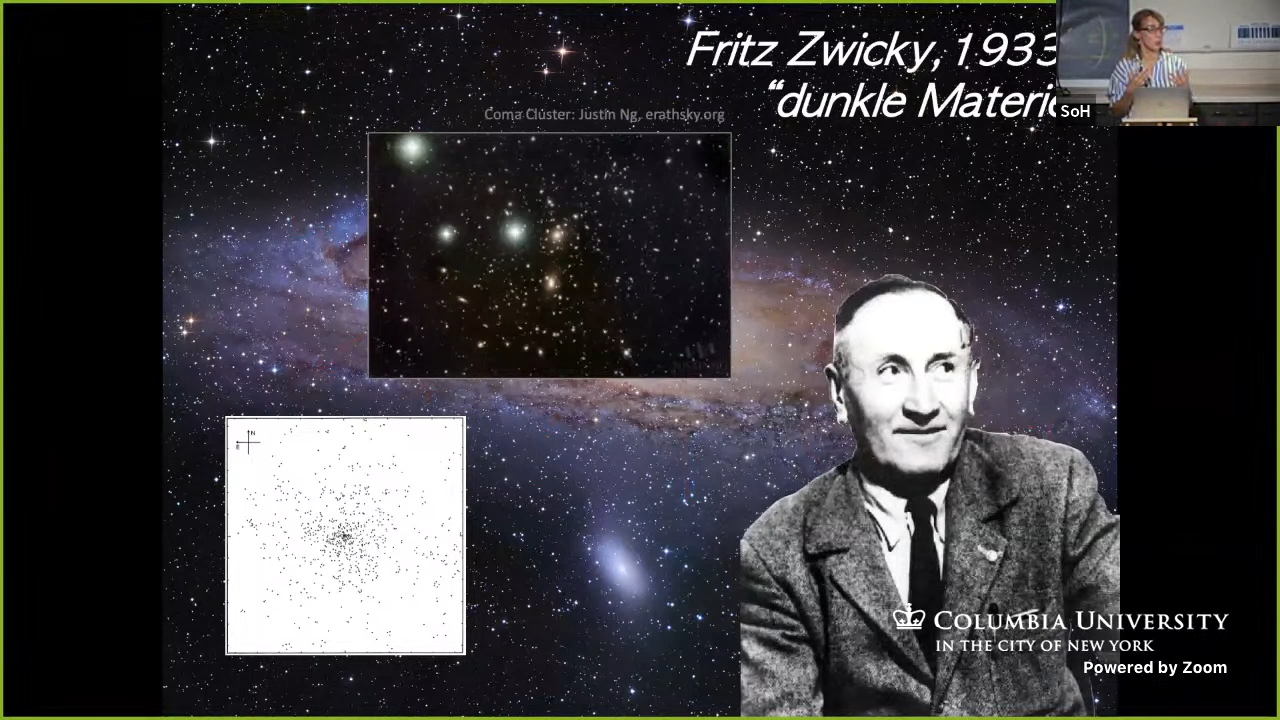 Fritz Zwicky, 1933
“dunkle Materie
SoH
Coma Cluster: Justin Ng, erathsky.org
N
COLUMBIA UNIVERSITY
IN THE CITY OF NEW YORK
Powered by Zoom